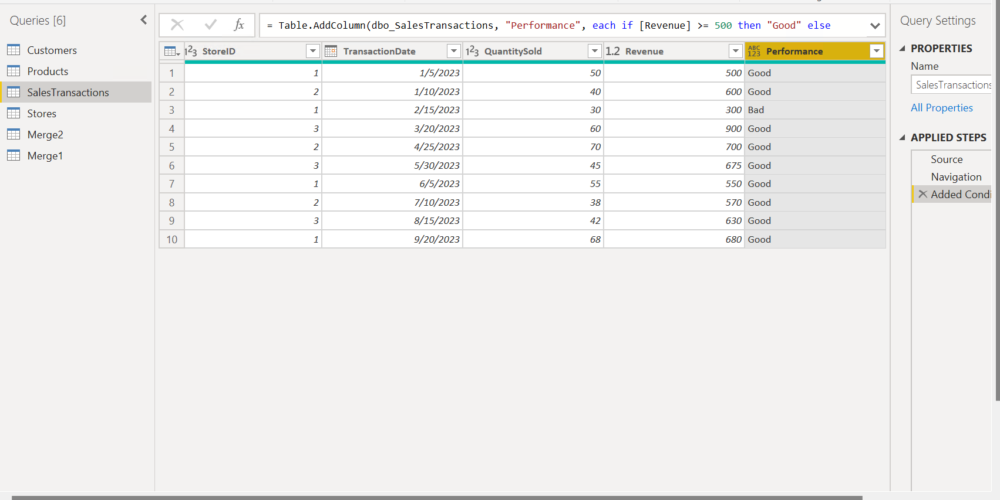 Queries [6]
Customers
Products
SalesTransactions
Stores
Merge2
Merge1
fx
= Table.AddColumn(dbo_SalesTransactions, "Performance", each if [Revenue] >= 500 then "Good" else
123 StoreID TransactionDate 123 QuantitySold 1.2 Revenue ABC 123 Performance
1 1 1/5/2023 50 500 Good
2 2 1/10/2023 40 600 Good
3 1 2/15/2023 30 300 Bad
4 3 3/20/2023 60 900 Good
5 2 4/25/2023 70 700 Good
6 3 5/30/2023 45 675 Good
7 1 6/5/2023 55 550 Good
8 2 7/10/2023 38 570 Good
9 3 8/15/2023 42 630 Good
10 1 9/20/2023 68 680 Good
Query Settings
PROPERTIES
Name
SalesTransactions
All Properties
APPLIED STEPS
Source
Navigation
Added Condi